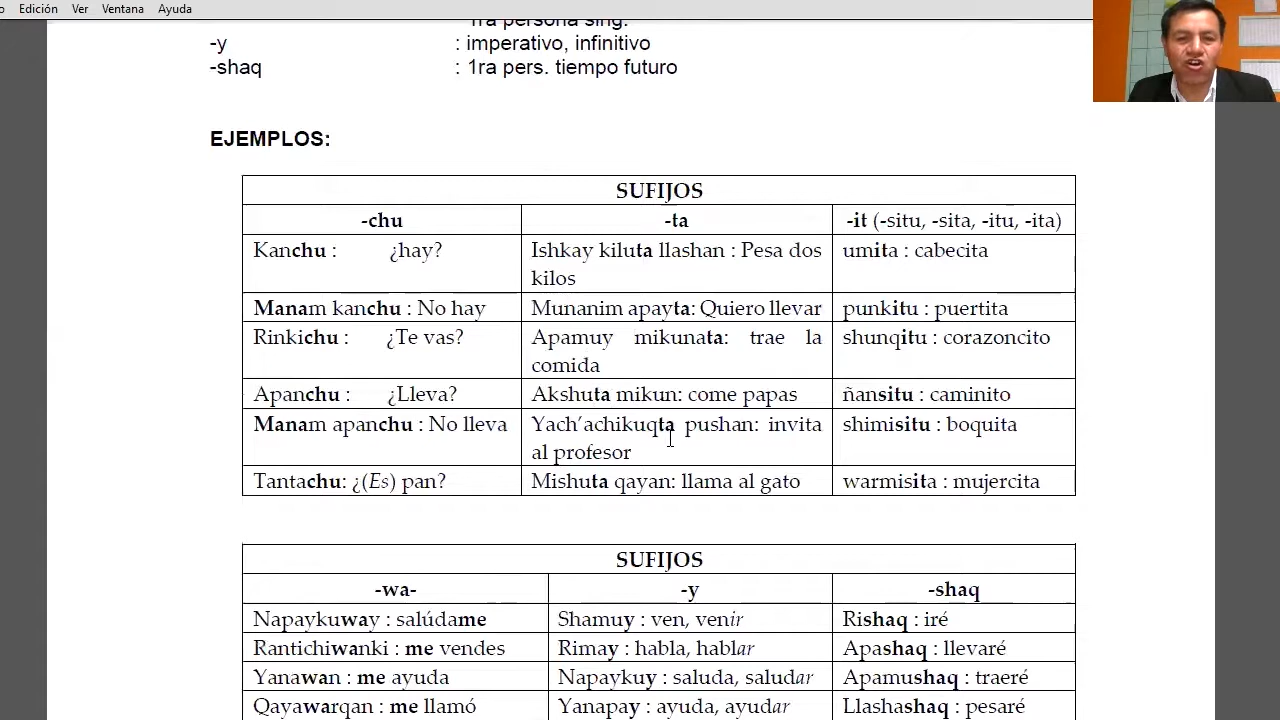 Edición Ver Ventana Ayuda
1ra persona sing.
-y : imperativo, infinitivo
-shaq : 1ra pers. tiempo futuro
EJEMPLOS:
SUFIJOS
-chu -ta -it (-situ, -sita, -itu, -ita)
Kanchu : ¿hay? Ishkay kiluta llashan : Pesa dos kilos umita : cabecita
Manam kanchu : No hay Munanim apayta: Quiero llevar punkitu : puertita
Rinkichu : ¿Te vas? Apamuy mikunata: trae la comida shunqitu : corazoncito
Apanchu : ¿Lleva? Akshuta mikun: come papas ñansitu : caminito
Manam apanchu : No lleva Yach’achikuqta pushan: invita al profesor shimisitu : boquita
Tantachu: ¿(Es) pan? Mishuta qayan: llama al gato warmisita : mujercita
SUFIJOS
-wa- -y -shaq
Napaykuway : salúdame Shamuy : ven, venir Rishaq : iré
Rantichiwanki : me vendes Rimay : habla, hablar Apashaq : llevaré
Yanawan : me ayuda Napaykuy : saluda, saludar Apamushaq : traeré
Qayawarqan : me llamó Yanapay : ayuda, ayudar Llashashaq : pesaré